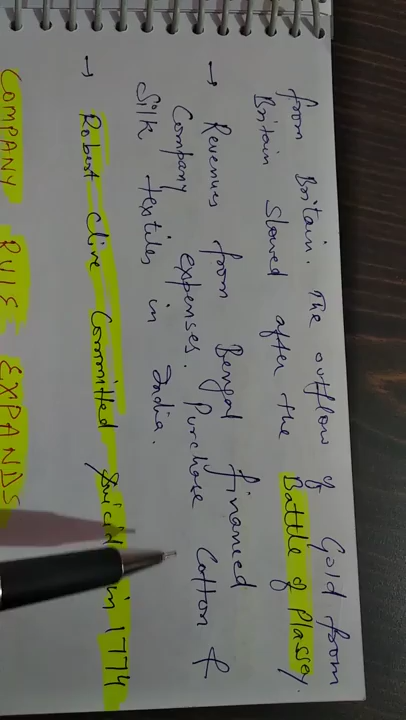 from Britain. The outflow of Gold from
Britain slowed after the Battle of Plassey.
→ Revenues from Bengal financed
Company expenses. Purchase Cotton &
Silk textiles in India.
→ Robert Clive Committed Suicid in 1774
COMPANY RULE EXPANDS